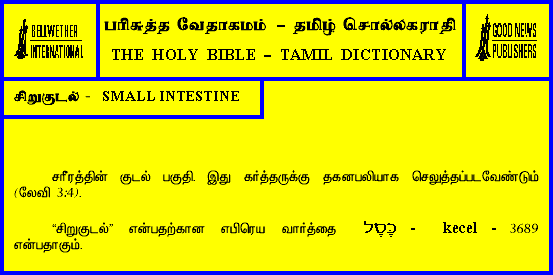 BELLWETHER
INTERNATIONAL
பரிசுத்த வேதாகமம் – தமிழ் சொல்லகராதி
THE HOLY BIBLE – TAMIL DICTIONARY
GOOD NEWS
PUBLISHERS
சிறுகுடல் - SMALL INTESTINE
சரீரத்தின் குடல் பகுதி. இது கர்த்தருக்கு தகனபலியாக செலுத்தப்படவேண்டும்
(லேவி 3:4).
“சிறுகுடல்” என்பதற்கான எபிரெய வார்த்தை כֶּסֶל - kecel - 3689
என்பதாகும்.